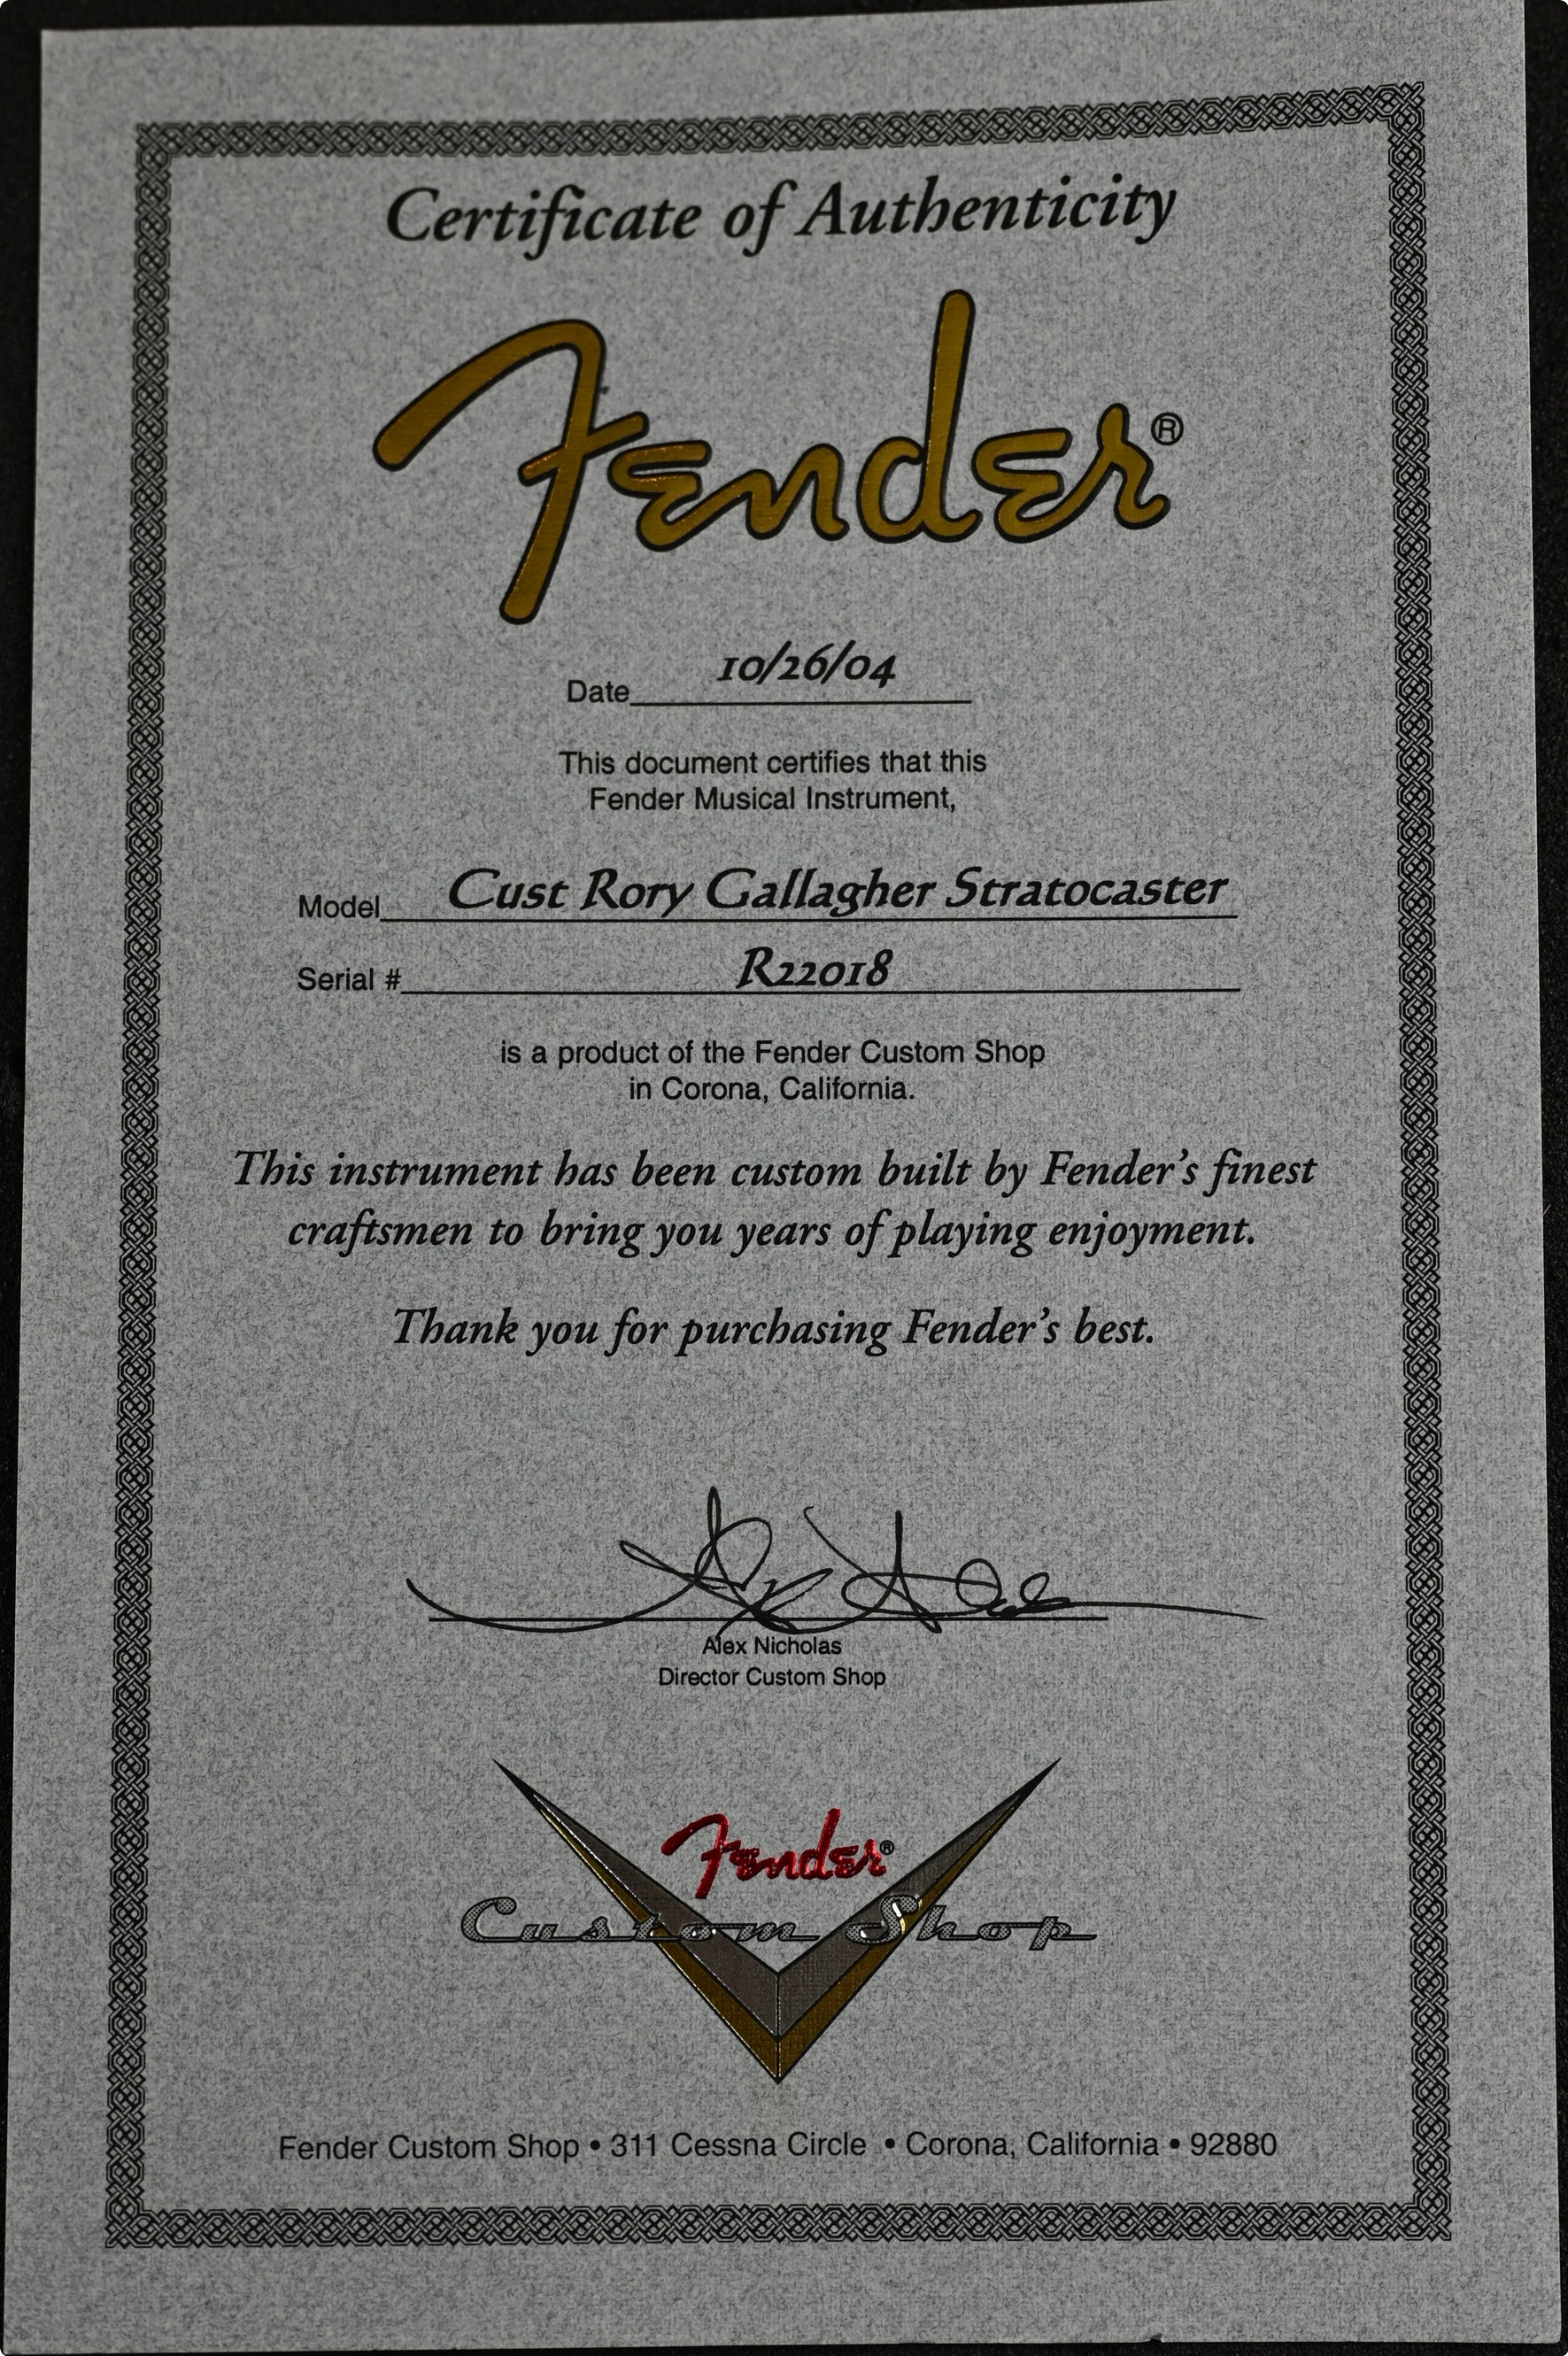 Certificate of Authenticity
Fender®
Date 10/26/04
This document certifies that this
Fender Musical Instrument,
Model Cust Rory Gallagher Stratocaster
Serial # R22018
is a product of the Fender Custom Shop
in Corona, California.
This instrument has been custom built by Fender's finest
craftsmen to bring you years of playing enjoyment.
Thank you for purchasing Fender's best.
Alex Nicholas
Director Custom Shop
Fender®
Custom Shop
Fender Custom Shop • 311 Cessna Circle • Corona, California • 92880